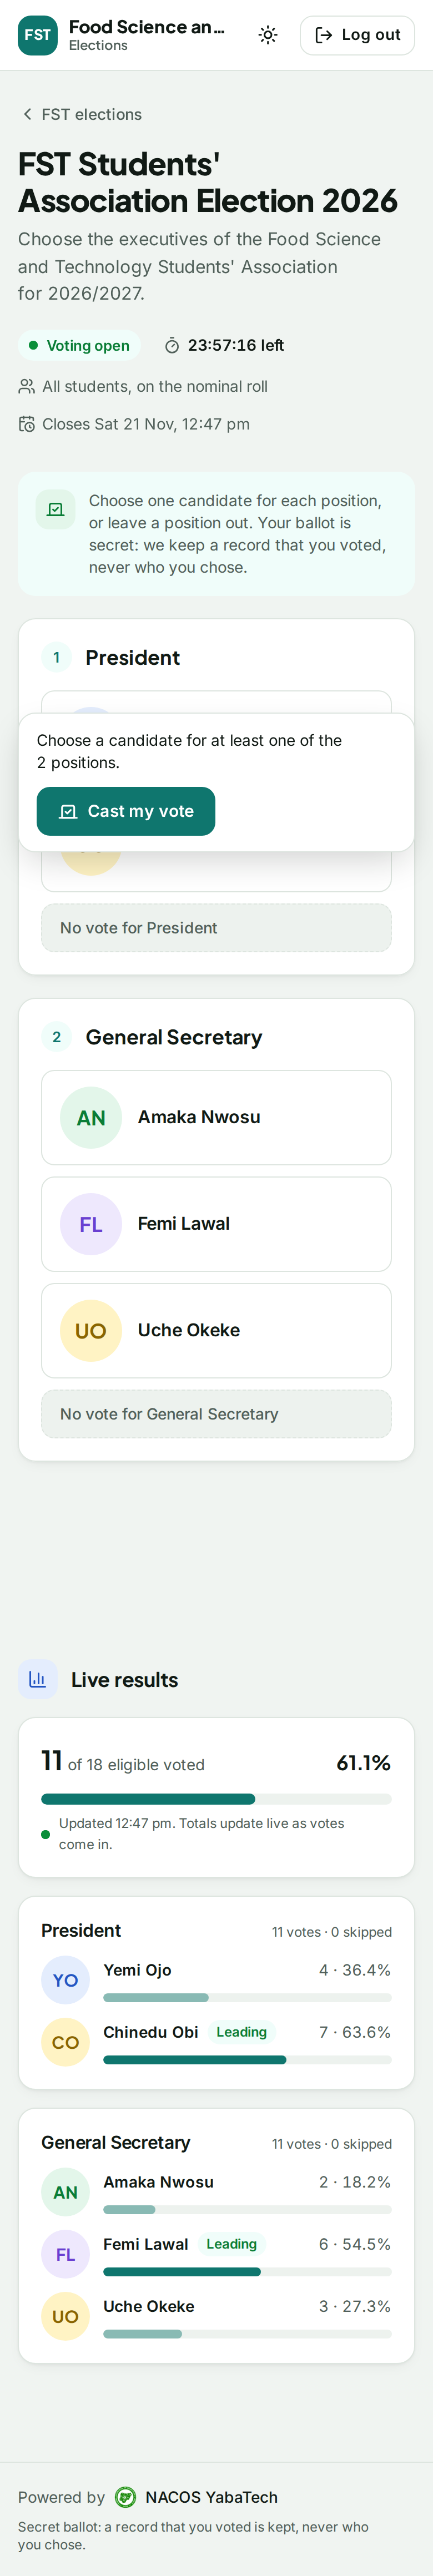 FST
Food Science an...
Elections
Log out
FST elections
FST Students'
Association Election 2026
Choose the executives of the Food Science
and Technology Students' Association
for 2026/2027.
Voting open
23:57:16 left
All students, on the nominal roll
Closes Sat 21 Nov, 12:47 pm
Choose one candidate for each position,
or leave a position out. Your ballot is
secret: we keep a record that you voted,
never who you chose.
1 President
Choose a candidate for at least one of the
2 positions.
Cast my vote
No vote for President
2 General Secretary
AN Amaka Nwosu
FL Femi Lawal
UO Uche Okeke
No vote for General Secretary
Live results
11 of 18 eligible voted 61.1%
Updated 12:47 pm. Totals update live as votes
come in.
President 11 votes · 0 skipped
YO Yemi Ojo 4 · 36.4%
CO Chinedu Obi Leading 7 · 63.6%
General Secretary 11 votes · 0 skipped
AN Amaka Nwosu 2 · 18.2%
FL Femi Lawal Leading 6 · 54.5%
UO Uche Okeke 3 · 27.3%
Powered by NACOS YabaTech
Secret ballot: a record that you voted is kept, never who
you chose.